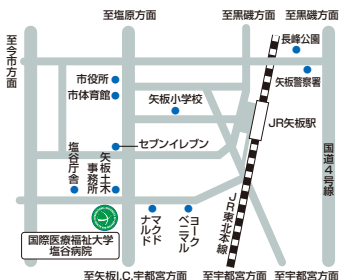 至塩原方面
至黒磯方面
至黒磯方面
至今市方面
長峰公園
市役所
市体育館
矢板小学校
矢板警察署
JR矢板駅
セブンイレブン
国道4号線
塩谷庁舎
矢板土木
事務所
マクド
ナルド
ヨーク
ベニマル
JR東北本線
国際医療福祉大学
塩谷病院
至矢板I.C.宇都宮方面
至宇都宮方面
至宇都宮方面